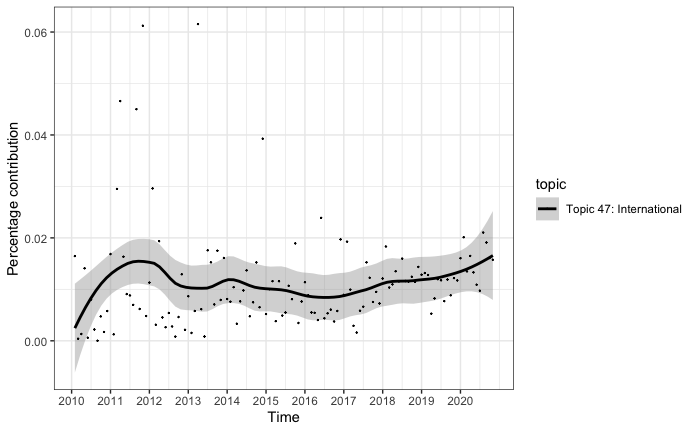 0.06
0.04
0.02
0.00
Percentage contribution
2010 2011 2012 2013 2014 2015 2016 2017 2018 2019 2020
Time
topic
Topic 47: International